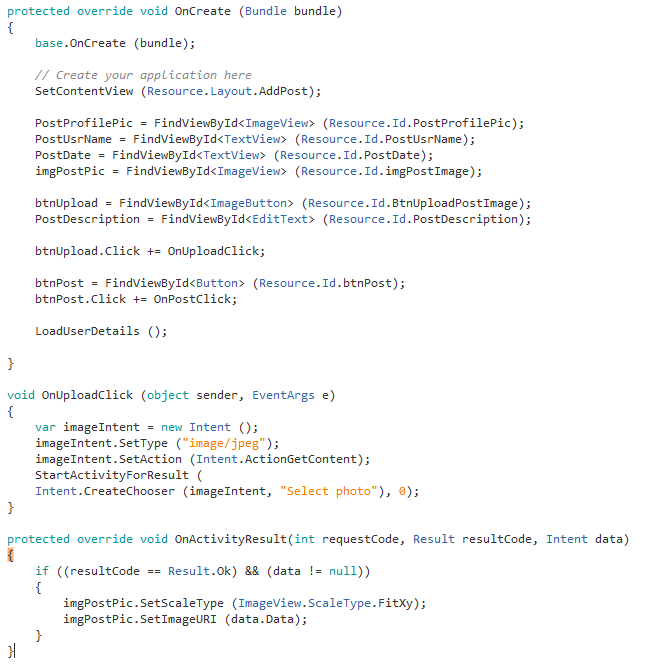 protected override void OnCreate (Bundle bundle)
{
    base.OnCreate (bundle);

    // Create your application here
    SetContentView (Resource.Layout.AddPost);

    PostProfilePic = FindViewById<ImageView> (Resource.Id.PostProfilePic);
    PostUsrName = FindViewById<TextView> (Resource.Id.PostUsrName);
    PostDate = FindViewById<TextView> (Resource.Id.PostDate);
    imgPostPic = FindViewById<ImageView> (Resource.Id.imgPostImage);

    btnUpload = FindViewById<ImageButton> (Resource.Id.BtnUploadPostImage);
    PostDescription = FindViewById<EditText> (Resource.Id.PostDescription);

    btnUpload.Click += OnUploadClick;

    btnPost = FindViewById<Button> (Resource.Id.btnPost);
    btnPost.Click += OnPostClick;

    LoadUserDetails ();

}

void OnUploadClick (object sender, EventArgs e)
{
    var imageIntent = new Intent ();
    imageIntent.SetType ("image/jpeg");
    imageIntent.SetAction (Intent.ActionGetContent);
    StartActivityForResult (
    Intent.CreateChooser (imageIntent, "Select photo"), 0);
}

protected override void OnActivityResult(int requestCode, Result resultCode, Intent data)
{
    if ((resultCode == Result.Ok) && (data != null))
    {
        imgPostPic.SetScaleType (ImageView.ScaleType.FitXy);
        imgPostPic.SetImageURI (data.Data);
    }
}